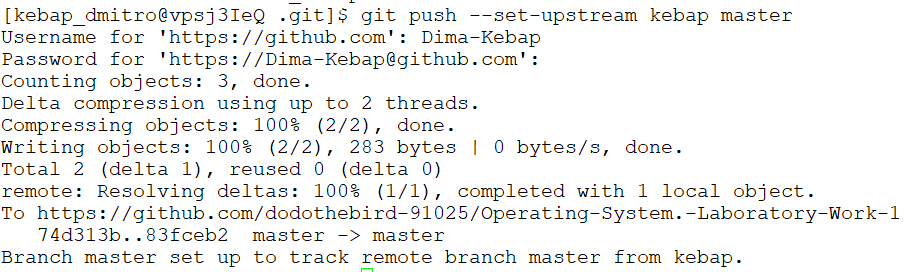 [kebap_dmitro@vpsj3IeQ .git]$ git push --set-upstream kebap master
Username for 'https://github.com': Dima-Kebap
Password for 'https://Dima-Kebap@github.com':
Counting objects: 3, done.
Delta compression using up to 2 threads.
Compressing objects: 100% (2/2), done.
Writing objects: 100% (2/2), 283 bytes | 0 bytes/s, done.
Total 2 (delta 1), reused 0 (delta 0)
remote: Resolving deltas: 100% (1/1), completed with 1 local object.
To https://github.com/dodothebird-91025/Operating-System.-Laboratory-Work-1
   74d313b..83fceb2  master -> master
Branch master set up to track remote branch master from kebap.